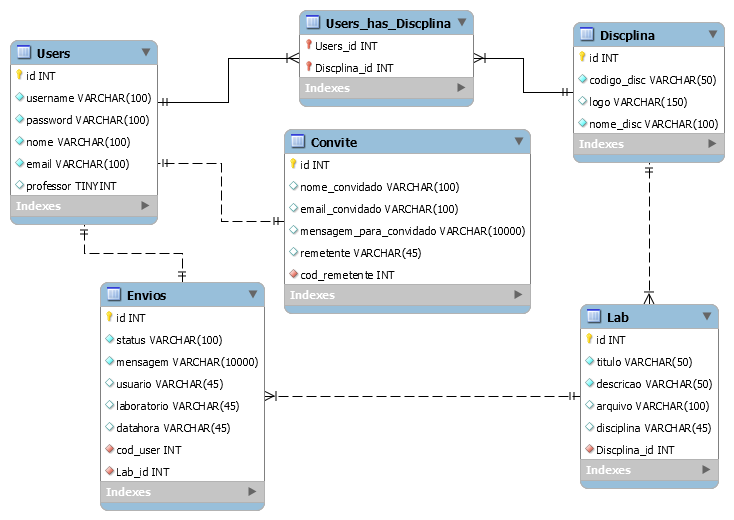 Users
id INT
username VARCHAR(100)
password VARCHAR(100)
nome VARCHAR(100)
email VARCHAR(100)
professor TINYINT
Indexes
Users_has_Discplina
Users_id INT
Discplina_id INT
Indexes
Discplina
id INT
codigo_disc VARCHAR(50)
logo VARCHAR(150)
nome_disc VARCHAR(100)
Indexes
Convite
id INT
nome_convidado VARCHAR(100)
email_convidado VARCHAR(100)
mensagem_para_convidado VARCHAR(10000)
remetente VARCHAR(45)
cod_remetente INT
Indexes
Envios
id INT
status VARCHAR(100)
mensagem VARCHAR(10000)
usuario VARCHAR(45)
laboratorio VARCHAR(45)
datahora VARCHAR(45)
cod_user INT
Lab_id INT
Indexes
Lab
id INT
titulo VARCHAR(50)
descricao VARCHAR(50)
arquivo VARCHAR(100)
disciplina VARCHAR(45)
Discplina_id INT
Indexes